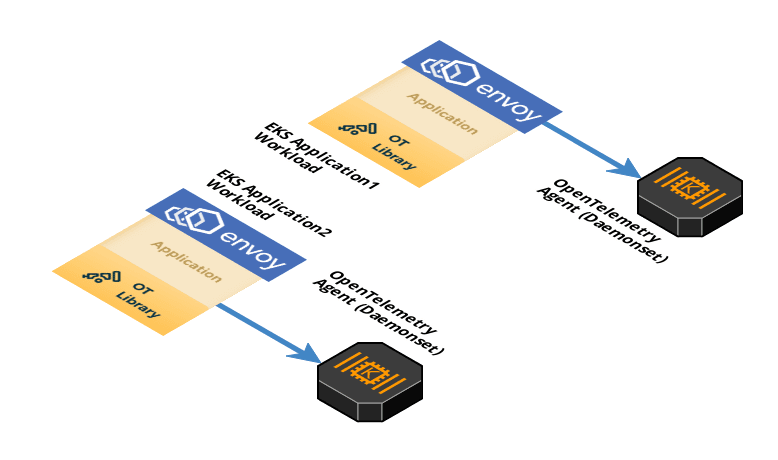 envoy
Application
OT
Library
EKS Application1
Workload
OpenTelemetry
Agent (Daemonset)
EKS Application2
Workload
envoy
Application
OT
Library
OpenTelemetry
Agent (Daemonset)
K
K